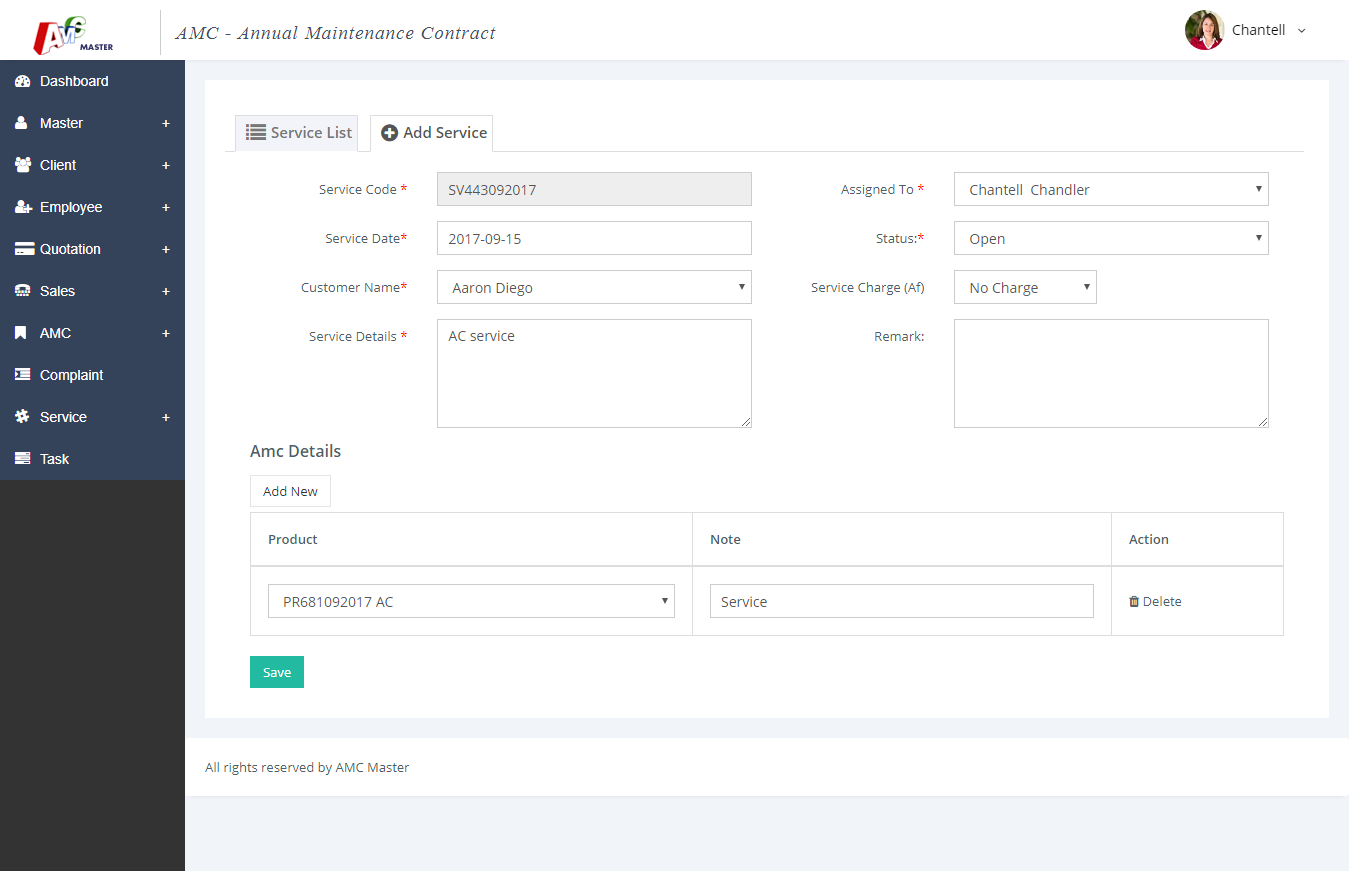 AMC MASTER
AMC - Annual Maintenance Contract
Chantell
Dashboard
Master +
Client +
Employee +
Quotation +
Sales +
AMC +
Complaint
Service +
Task
Service List
Add Service
Service Code * SV443092017
Assigned To * Chantell Chandler
Service Date* 2017-09-15
Status:* Open
Customer Name* Aaron Diego
Service Charge (Af) No Charge
Service Details * AC service
Remark:
Amc Details
Add New
Product Note Action
PR681092017 AC Service Delete
Save
All rights reserved by AMC Master